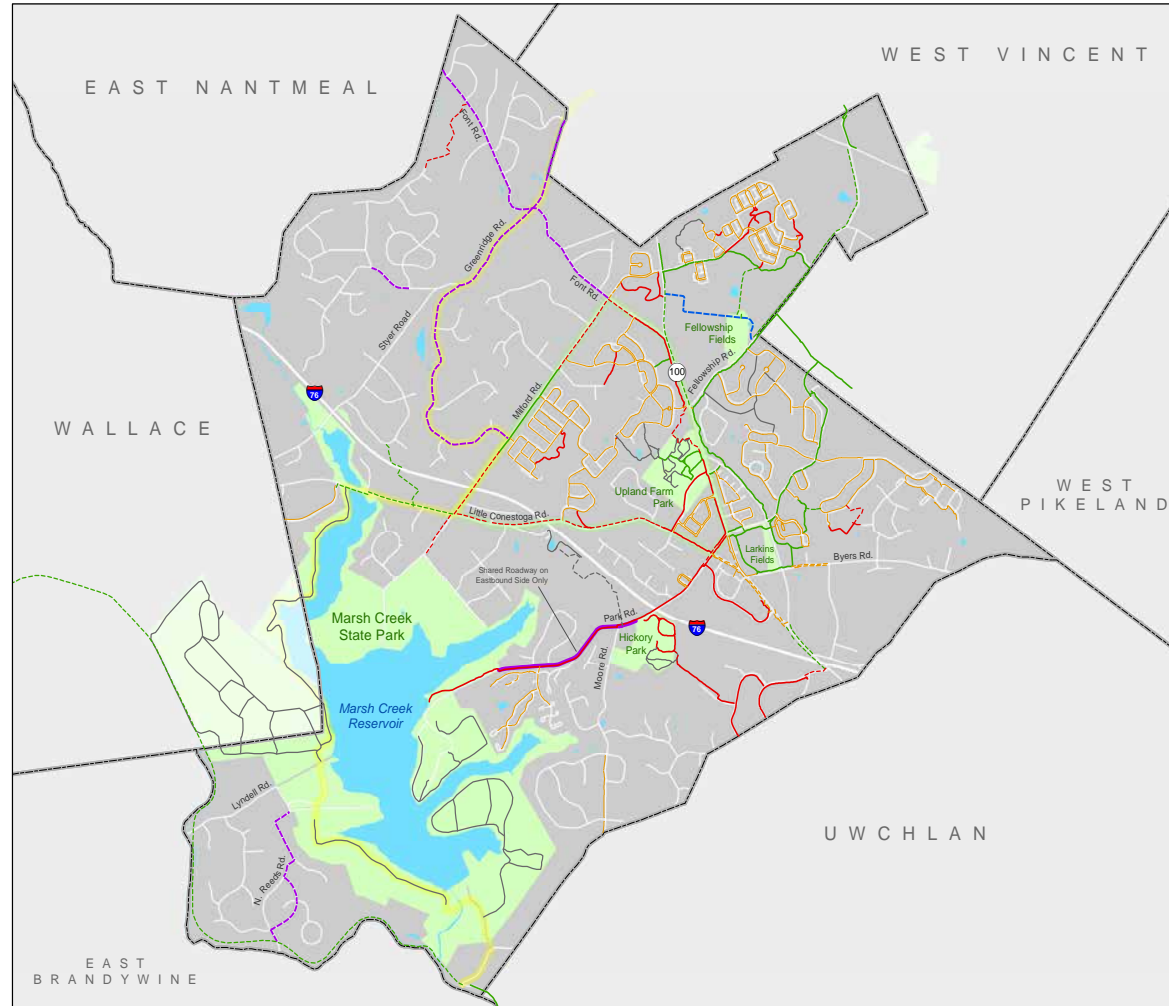 EAST NANTMEAL
WEST VINCENT
Font Rd.
Greenridge Rd.
Font Rd.
Styer Road
Fellowship
Fields
Milford Rd.
100
Fellowship Rd.
76
WALLACE
WEST
PIKELAND
Upland Farm
Park
Little Conestoga Rd.
Larkins
Fields
Byers Rd.
Shared Roadway on
Eastbound Side Only
Marsh Creek
State Park
Park Rd.
Hickory
Park
76
Moore Rd.
Marsh Creek
Reservoir
Lyndell Rd.
UWCHLAN
N. Reeds Rd.
EAST
BRANDYWINE